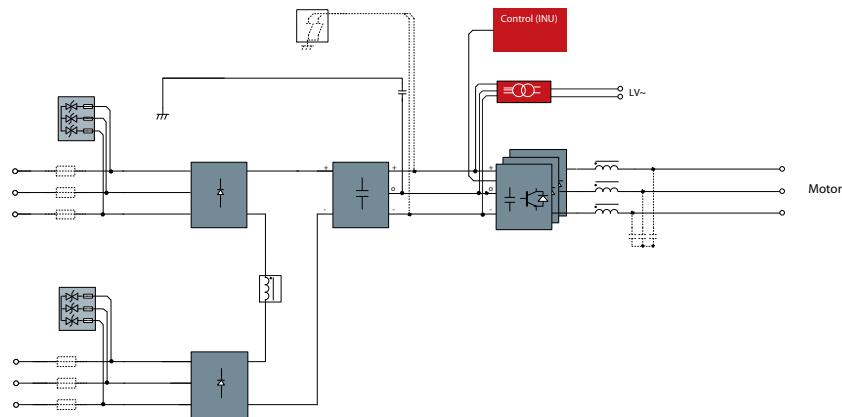 Control (INU)
LV~
+
+
+
o
o
-
-
-
Motor